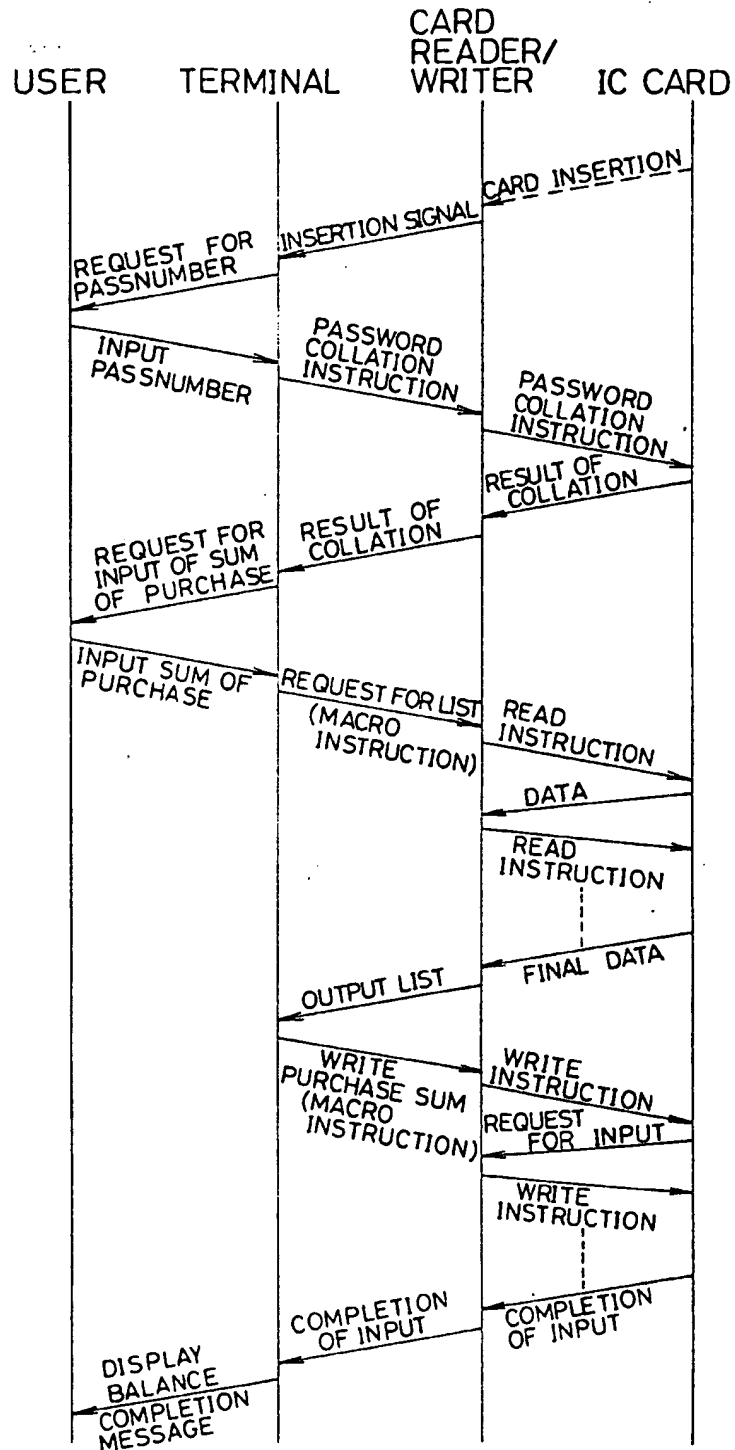 USER
TERMINAL
CARD
READER/
WRITER
IC CARD
CARD INSERTION
INSERTION SIGNAL
REQUEST FOR
PASSNUMBER
INPUT
PASSNUMBER
PASSWORD
COLLATION
INSTRUCTION
PASSWORD
COLLATION
INSTRUCTION
RESULT OF
COLLATION
RESULT OF
COLLATION
REQUEST FOR
INPUT OF SUM
OF PURCHASE
INPUT SUM OF
PURCHASE
REQUEST FOR LIST
(MACRO
INSTRUCTION)
READ
INSTRUCTION
DATA
READ
INSTRUCTION
FINAL DATA
OUTPUT LIST
WRITE
PURCHASE SUM
(MACRO
INSTRUCTION)
WRITE
INSTRUCTION
REQUEST
FOR INPUT
WRITE
INSTRUCTION
COMPLETION
OF INPUT
COMPLETION
OF INPUT
DISPLAY
BALANCE
COMPLETION
MESSAGE